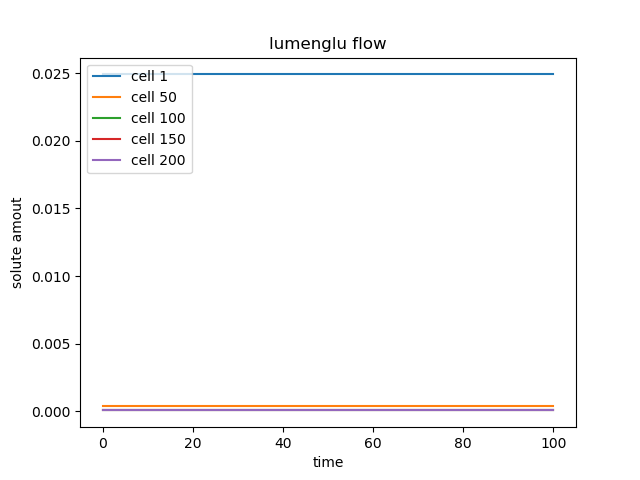 lumenglu flow
solute amout
0.025
0.020
0.015
0.010
0.005
0.000
cell 1
cell 50
cell 100
cell 150
cell 200
0 20 40 60 80 100
time